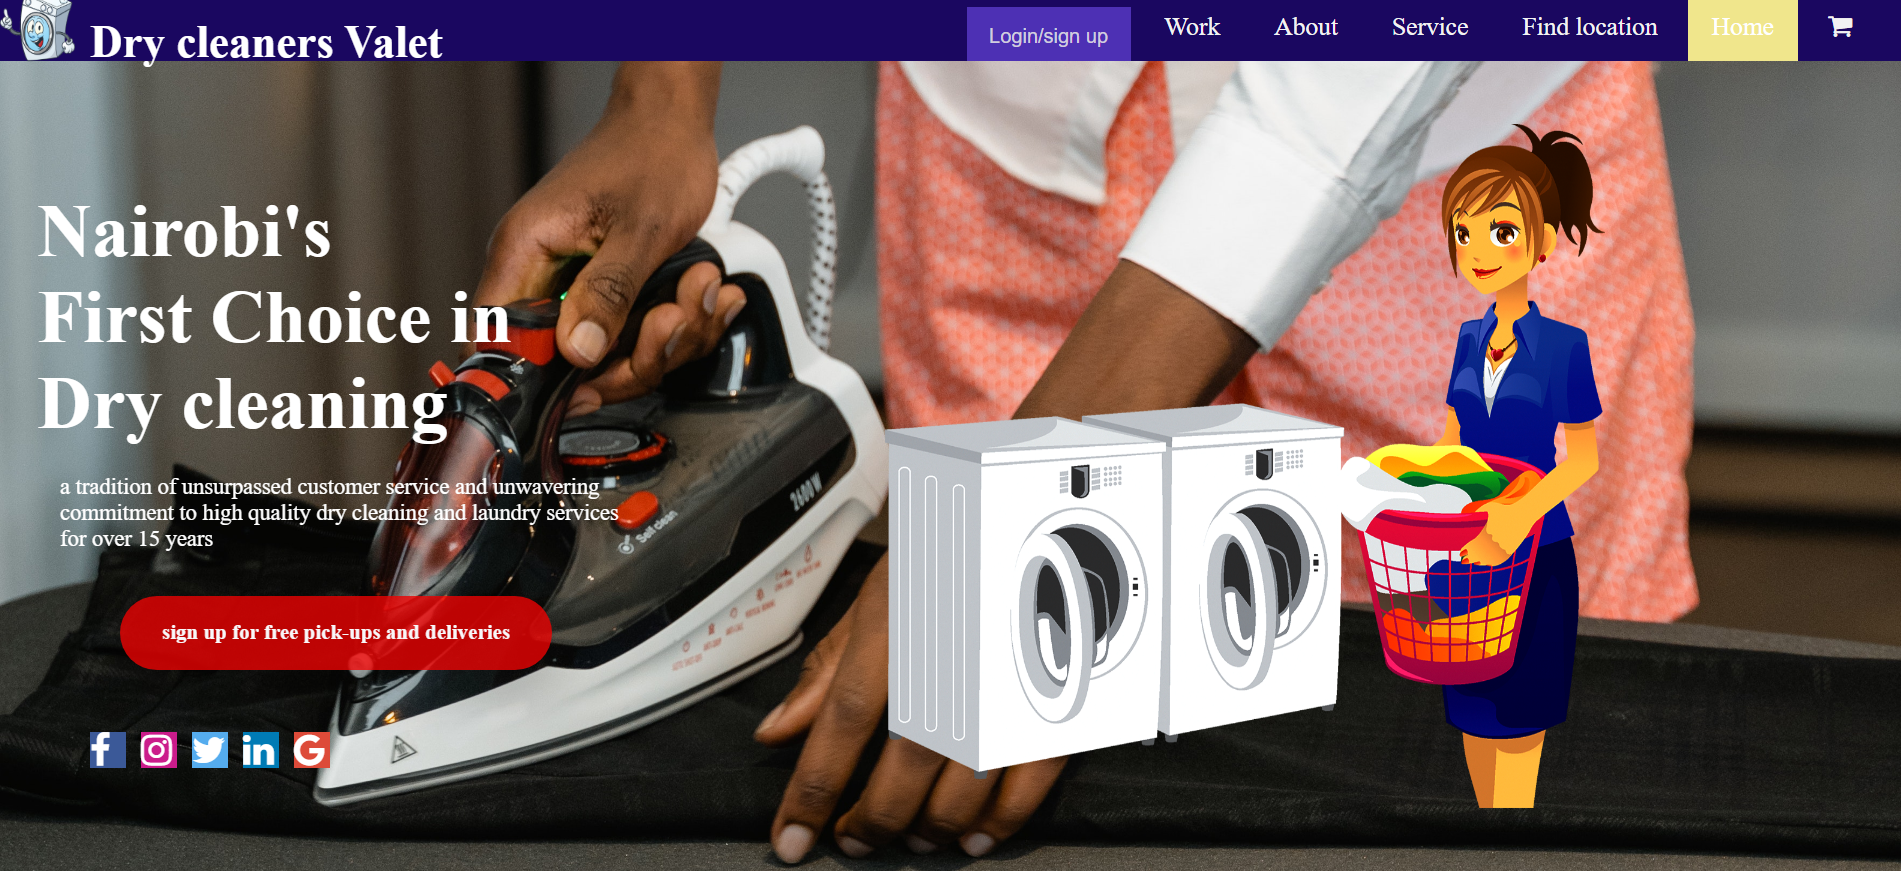 Dry cleaners Valet
Login/sign up
Work
About
Service
Find location
Home
Nairobi's
First Choice in
Dry cleaning
a tradition of unsurpassed customer service and unwavering
commitment to high quality dry cleaning and laundry services
for over 15 years
2600W
Self clean
sign up for free pick-ups and deliveries